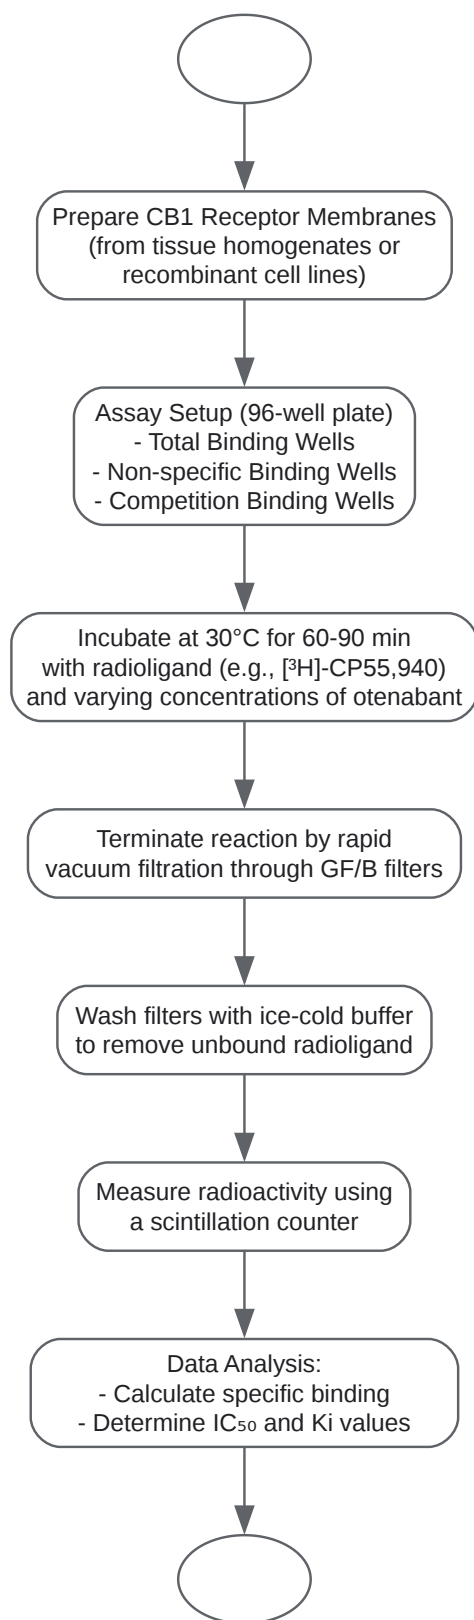 Prepare CB1 Receptor Membranes
(from tissue homogenates or
recombinant cell lines)
Assay Setup (96-well plate)
- Total Binding Wells
- Non-specific Binding Wells
- Competition Binding Wells
Incubate at 30°C for 60-90 min
with radioligand (e.g., [³H]-CP55,940)
and varying concentrations of otenabant
Terminate reaction by rapid
vacuum filtration through GF/B filters
Wash filters with ice-cold buffer
to remove unbound radioligand
Measure radioactivity using
a scintillation counter
Data Analysis:
- Calculate specific binding
- Determine IC₅₀ and Ki values